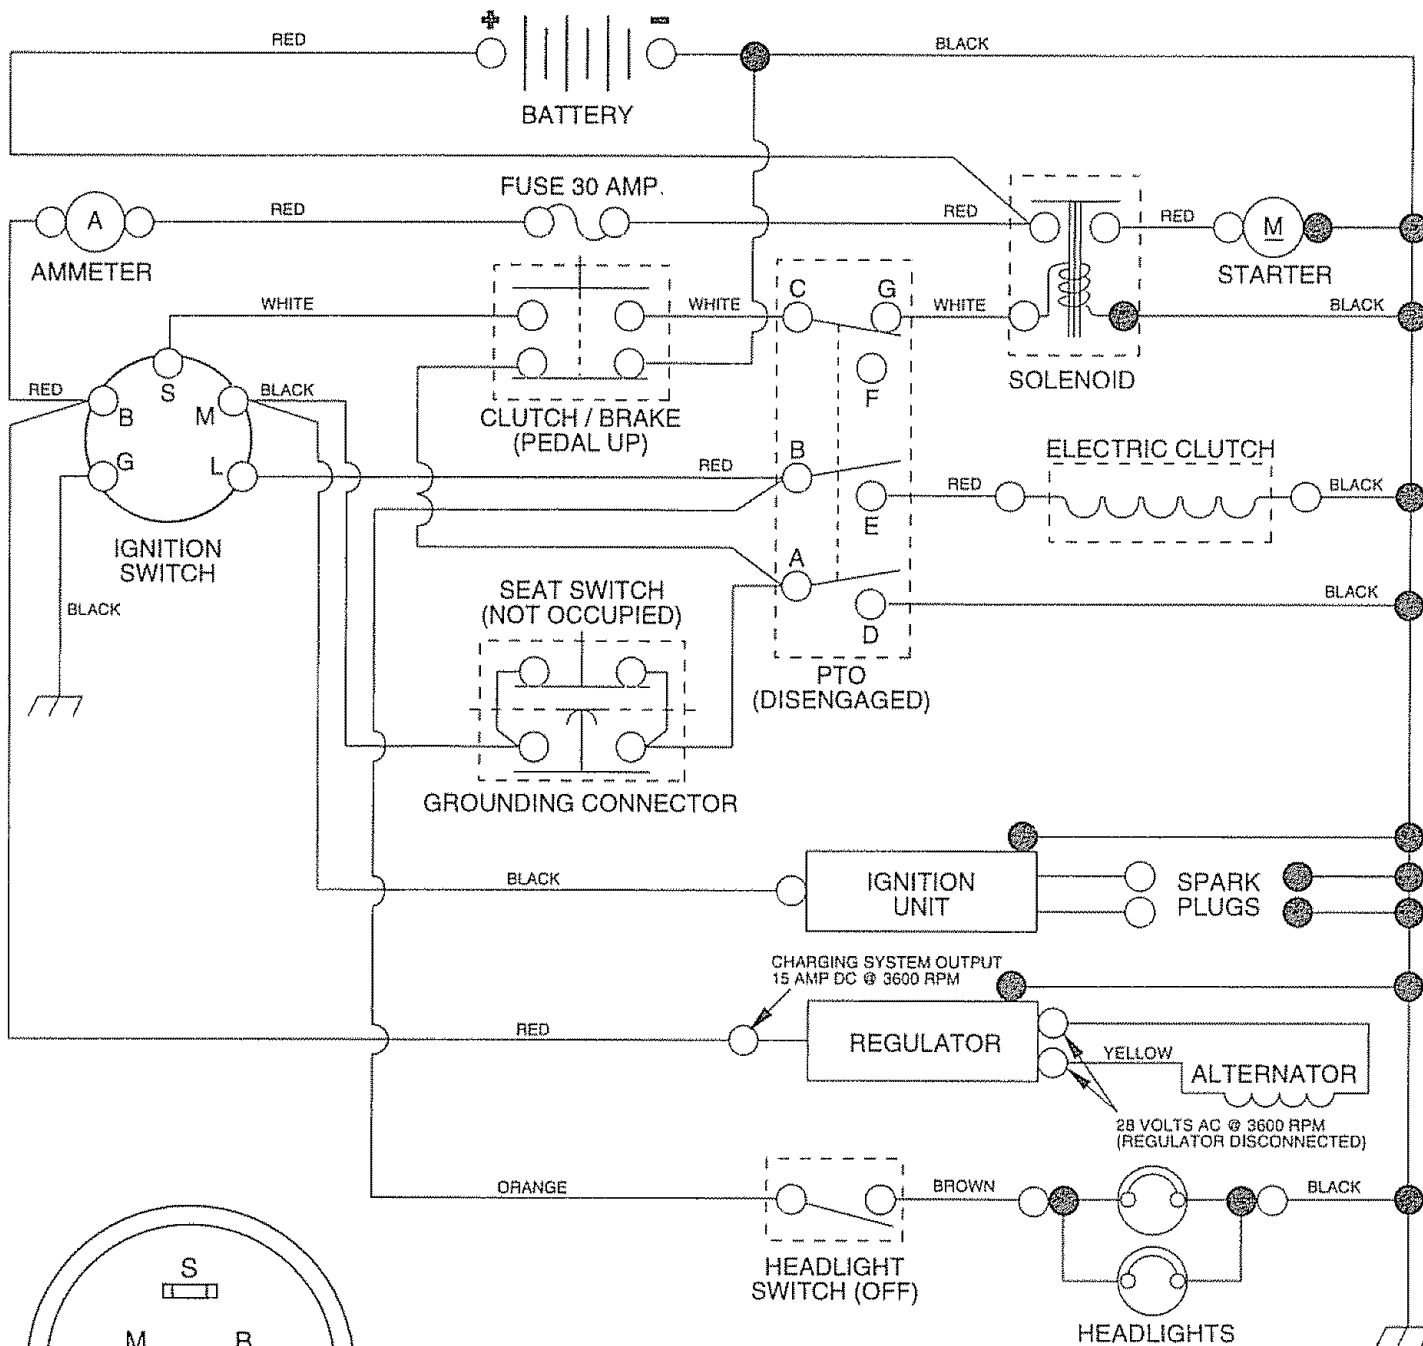 +
-
RED
BLACK
BATTERY
FUSE 30 AMP.
RED
RED
RED
A
M
AMMETER
STARTER
WHITE
WHITE
C
G
WHITE
BLACK
SOLENOID
F
S
RED
B
M
BLACK
CLUTCH / BRAKE
(PEDAL UP)
G
L
RED
B
ELECTRIC CLUTCH
RED
BLACK
E
IGNITION
SWITCH
A
BLACK
SEAT SWITCH
(NOT OCCUPIED)
BLACK
D
PTO
(DISENGAGED)
GROUNDING CONNECTOR
BLACK
IGNITION
UNIT
SPARK
PLUGS
CHARGING SYSTEM OUTPUT
15 AMP DC @ 3600 RPM
RED
REGULATOR
YELLOW
ALTERNATOR
28 VOLTS AC @ 3600 RPM
(REGULATOR DISCONNECTED)
ORANGE
BROWN
BLACK
HEADLIGHT
SWITCH (OFF)
HEADLIGHTS
S
M
B